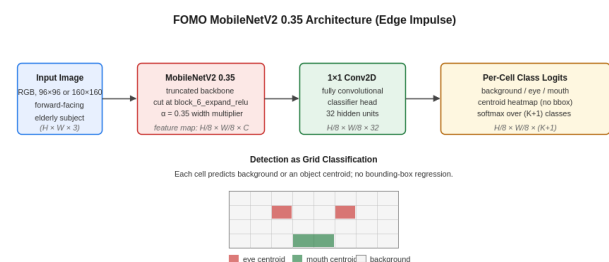 FOMO MobileNetV2 0.35 Architecture (Edge Impulse)
Input Image
RGB, 96×96 or 160×160
forward-facing
elderly subject
(H × W × 3)
MobileNetV2 0.35
truncated backbone
cut at block_6_expand_relu
α = 0.35 width multiplier
feature map: H/8 × W/8 × C
1×1 Conv2D
fully convolutional
classifier head
32 hidden units
H/8 × W/8 × 32
Per-Cell Class Logits
background / eye / mouth
centroid heatmap (no bbox)
softmax over (K+1) classes
H/8 × W/8 × (K+1)
Detection as Grid Classification
Each cell predicts background or an object centroid; no bounding-box regression.
eye centroid mouth centroid background